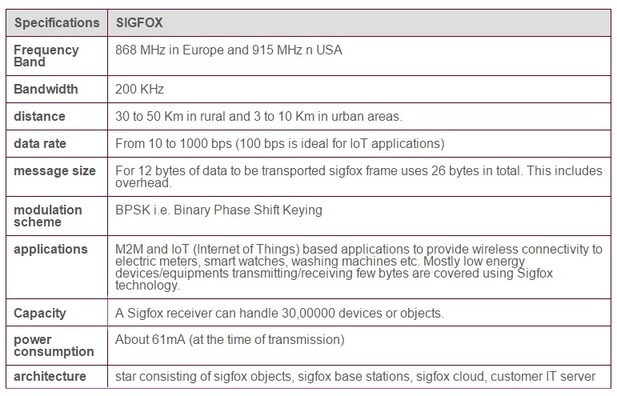 Specifications SIGFOX
Frequency 868 MHz in Europe and 915 MHz n USA
Band
Bandwidth 200 KHz
distance 30 to 50 Km in rural and 3 to 10 Km in urban areas.
data rate From 10 to 1000 bps (100 bps is ideal for IoT applications)
message size For 12 bytes of data to be transported sigfox frame uses 26 bytes in total. This includes
overhead.
modulation BPSK i.e. Binary Phase Shift Keying
scheme
applications M2M and IoT (Internet of Things) based applications to provide wireless connectivity to
electric meters, smart watches, washing machines etc. Mostly low energy
devices/equipments transmitting/receiving few bytes are covered using Sigfox
technology.
Capacity A Sigfox receiver can handle 30,00000 devices or objects.
power About 61mA (at the time of transmission)
consumption
architecture star consisting of sigfox objects, sigfox base stations, sigfox cloud, customer IT server